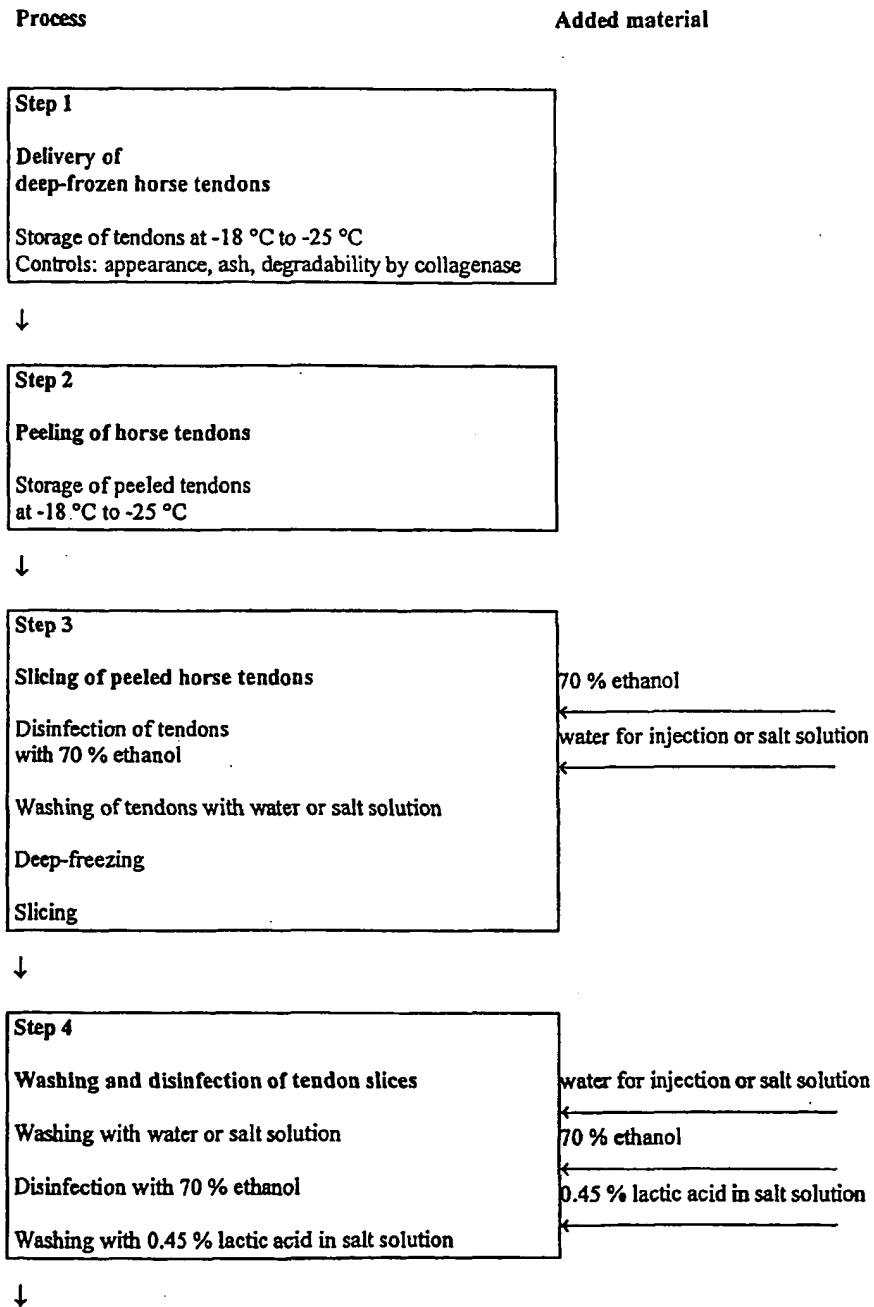 Process Added material
Step 1
Delivery of
deep-frozen horse tendons
Storage of tendons at -18 °C to -25 °C
Controls: appearance, ash, degradability by collagenase
↓
Step 2
Peeling of horse tendons
Storage of peeled tendons
at -18 °C to -25 °C
↓
Step 3
Slicing of peeled horse tendons
70 % ethanol
Disinfection of tendons
with 70 % ethanol
water for injection or salt solution
Washing of tendons with water or salt solution
Deep-freezing
Slicing
↓
Step 4
Washing and disinfection of tendon slices
water for injection or salt solution
Washing with water or salt solution
70 % ethanol
Disinfection with 70 % ethanol
0.45 % lactic acid in salt solution
Washing with 0.45 % lactic acid in salt solution
↓